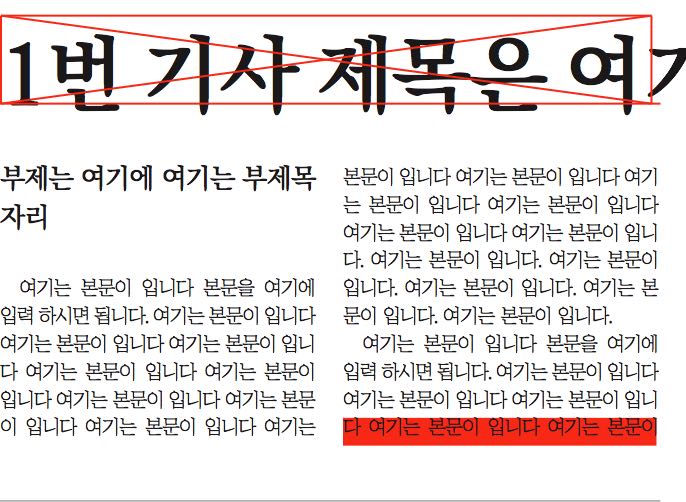 1번 기사 제목은 여기
부제는 여기에 여기는 부제목
자리
여기는 본문이 입니다 본문을 여기에
입력 하시면 됩니다. 여기는 본문이 입니다
여기는 본문이 입니다 여기는 본문이 입니
다 여기는 본문이 입니다 여기는 본문이
입니다 여기는 본문이 입니다 여기는 본문
이 입니다 여기는 본문이 입니다 여기는
본문이 입니다 여기는 본문이 입니다 여기
는 본문이 입니다 여기는 본문이 입니다
여기는 본문이 입니다 여기는 본문이 입니
다. 여기는 본문이 입니다. 여기는 본문이
입니다. 여기는 본문이 입니다. 여기는 본
문이 입니다. 여기는 본문이 입니다.
여기는 본문이 입니다 본문을 여기에
입력 하시면 됩니다. 여기는 본문이 입니다
여기는 본문이 입니다 여기는 본문이 입니
다 여기는 본문이 입니다 여기는 본문이